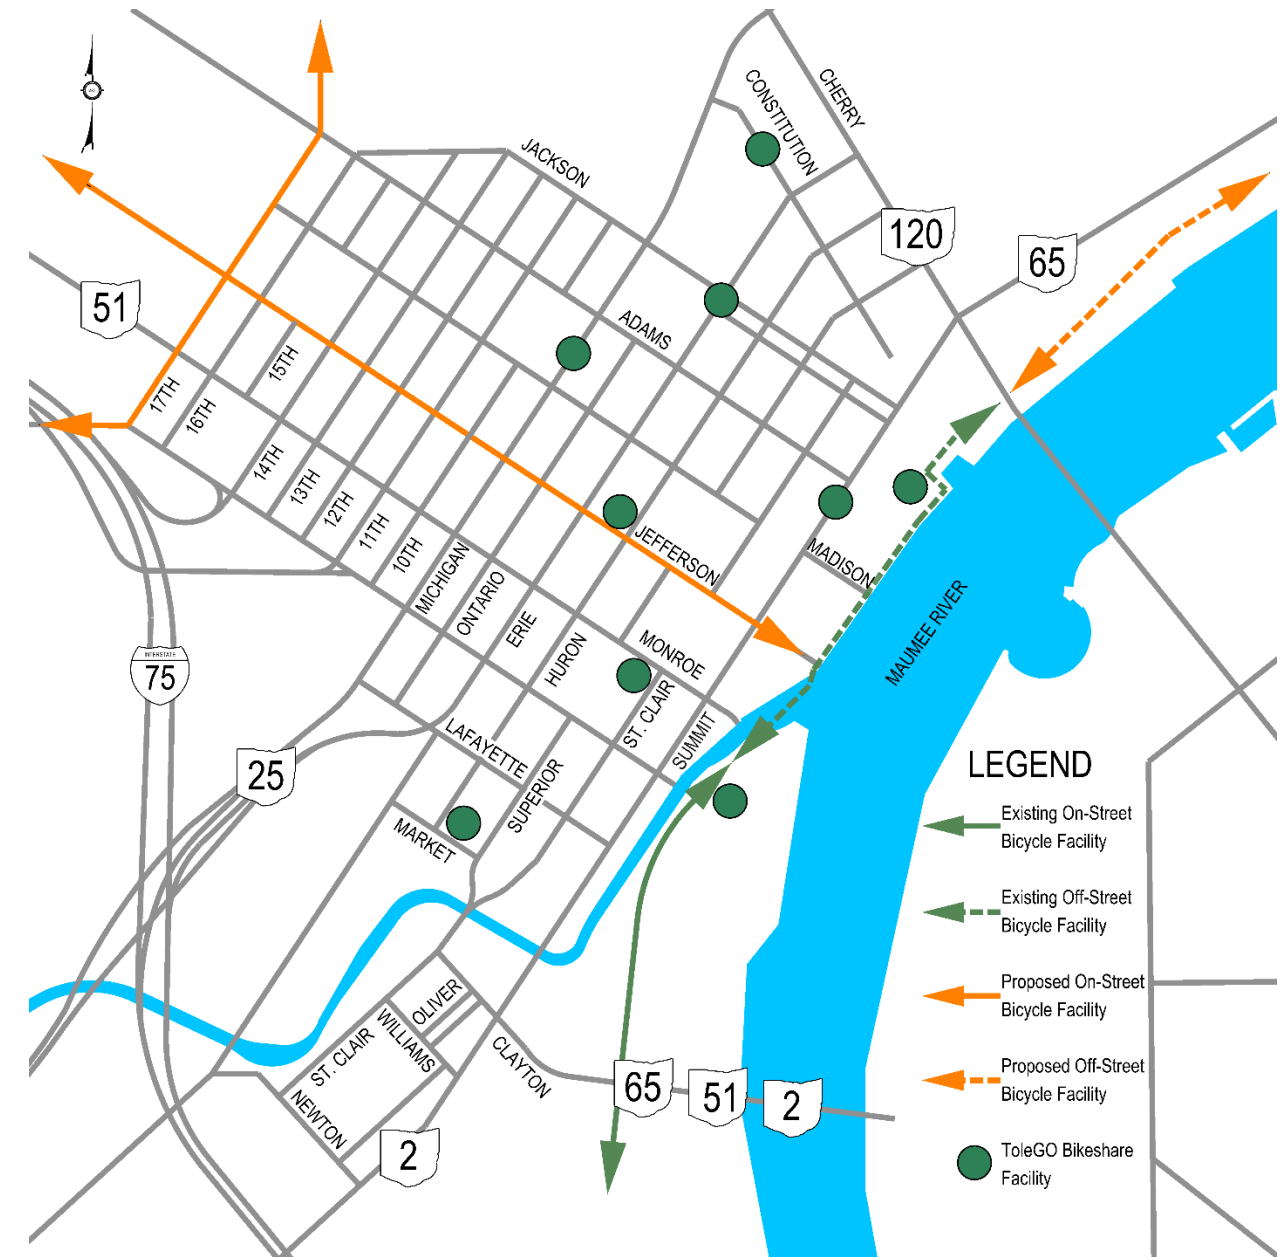 CHERRY
CONSTITUTION
JACKSON
120
65
51
ADAMS
15TH
17TH
16TH
14TH
13TH
12TH
11TH
10TH
MICHIGAN
ONTARIO
ERIE
HURON
JEFFERSON
MADISON
MAUMEE RIVER
MONROE
ST. CLAIR
SUMMIT
INTERSTATE
75
25
LAFAYETTE
SUPERIOR
MARKET
LEGEND
Existing On-Street
Bicycle Facility
Existing Off-Street
Bicycle Facility
Proposed On-Street
Bicycle Facility
Proposed Off-Street
Bicycle Facility
ToleGO Bikeshare
Facility
OLIVER
WILLIAMS
ST. CLAIR
NEWTON
CLAYTON
65
51
2
2